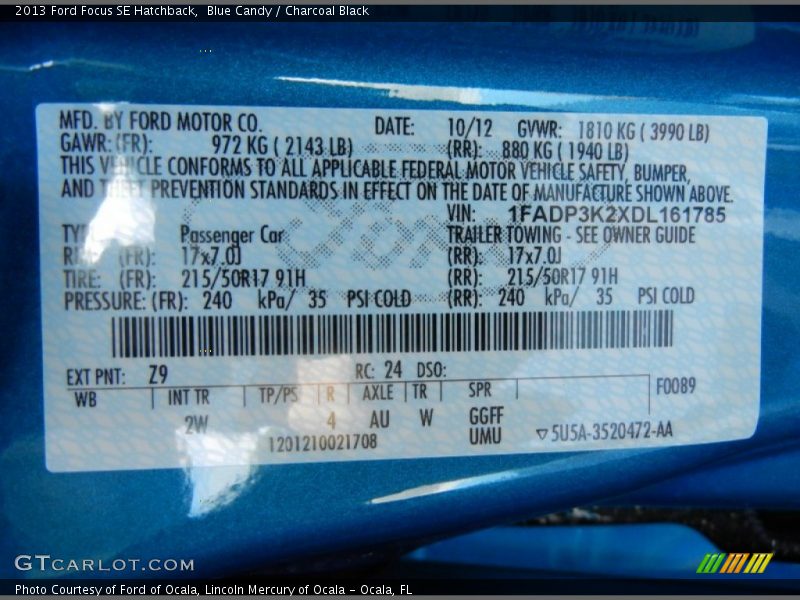 2013 Ford Focus SE Hatchback,  Blue Candy / Charcoal Black
MFD. BY FORD MOTOR CO. DATE: 10/12 GVWR: 1810 KG ( 3990 LB)
GAWR: (FR): 972 KG ( 2143 LB) (RR): 880 KG ( 1940 LB)
THIS VEHICLE CONFORMS TO ALL APPLICABLE FEDERAL MOTOR VEHICLE SAFETY, BUMPER,
AND THEFT PREVENTION STANDARDS IN EFFECT ON THE DATE OF MANUFACTURE SHOWN ABOVE.
VIN: 1FADP3K2XDL161785
Passenger Car TRAILER TOWING - SEE OWNER GUIDE
(FR): 17x7.0J (RR): 17x7.0J
TIRE: (FR): 215/50R17 91H (RR): 215/50R17 91H
PRESSURE: (FR): 240 kPa/ 35 PSI COLD (RR): 240 kPa/ 35 PSI COLD
EXT PNT: Z9 RC: 24 DSO:
WB INT TR TP/PS R AXLE TR SPR F0089
2W 4 AU W GGFF
UMU
1201210021708
5U5A-3520472-AA
GTCARLOT.COM
Photo Courtesy of Ford of Ocala, Lincoln Mercury of Ocala - Ocala, FL